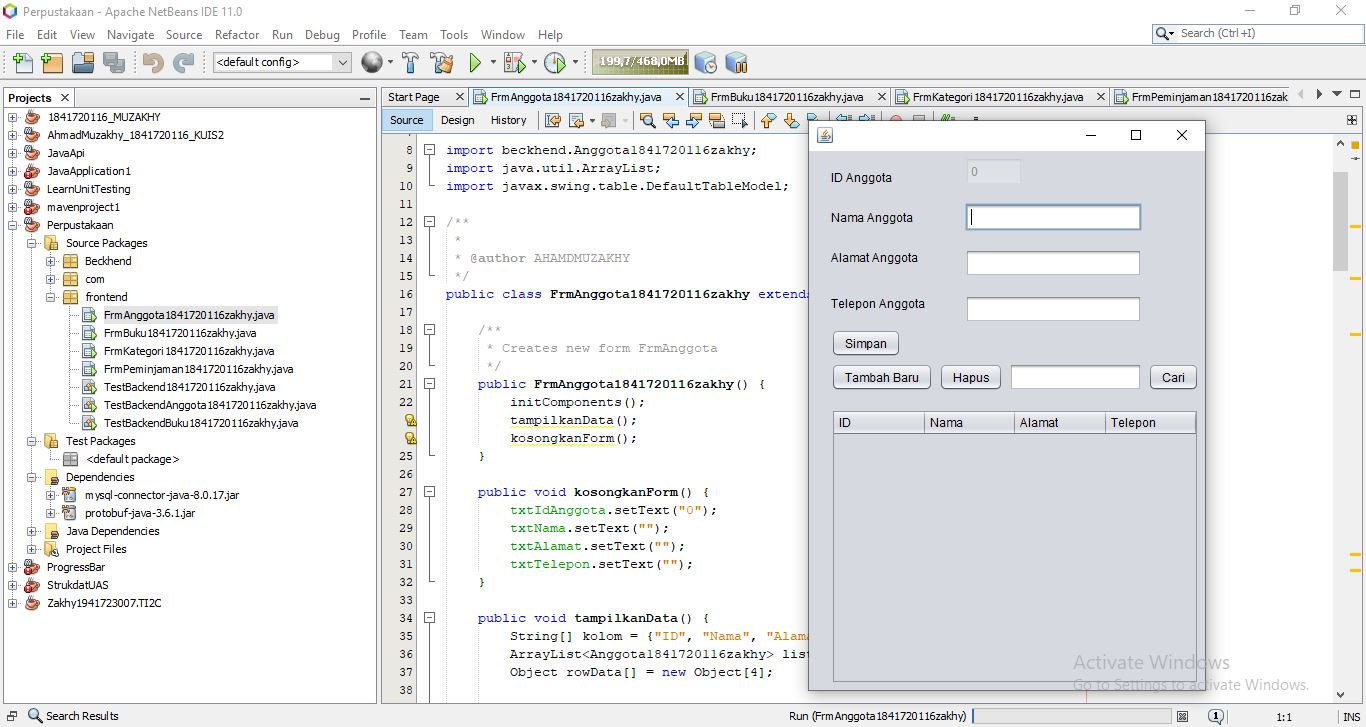 Perpustakaan - Apache NetBeans IDE 11.0
File Edit View Navigate Source Refactor Run Debug Profile Team Tools Window Help
Search (Ctrl+I)
<default config>
199,7/468,0MB
Projects
1841720116_MUZAKHY
AhmadMuzakhy_1841720116_KUIS2
JavaApi
JavaApplication1
LearnUnitTesting
mavenproject1
Perpustakaan
Source Packages
Beckhend
com
frontend
FrmAnggota1841720116zakhy.java
FrmBuku1841720116zakhy.java
FrmKategori1841720116zakhy.java
FrmPeminjaman1841720116zakhy.java
TestBackend1841720116zakhy.java
TestBackendAnggota1841720116zakhy.java
TestBackendBuku1841720116zakhy.java
Test Packages
<default package>
Dependencies
mysql-connector-java-8.0.17.jar
protobuf-java-3.6.1.jar
Java Dependencies
Project Files
ProgressBar
StrukdatUAS
Zakhy1941723007.TI2C
Start Page FrmAnggota1841720116zakhy.java FrmBuku1841720116zakhy.java FrmKategori1841720116zakhy.java FrmPeminjaman1841720116zak
Source Design History
8 import beckhend.Anggota1841720116zakhy;
9 import java.util.ArrayList;
10 import javax.swing.table.DefaultTableModel;
11
12 /**
13 *
14 * @author AHAMDMUZAKHY
15 */
16 public class FrmAnggota1841720116zakhy extends
17
18 /**
19 * Creates new form FrmAnggota
20 */
21 public FrmAnggota1841720116zakhy() {
22 initComponents();
tampilkanData();
kosongkanForm();
25 }
26
27 public void kosongkanForm() {
28 txtIdAnggota.setText("0");
29 txtNama.setText("");
30 txtAlamat.setText("");
31 txtTelepon.setText("");
32 }
33
34 public void tampilkanData() {
35 String[] kolom = {"ID", "Nama", "Alama
36 ArrayList<Anggota1841720116zakhy> list
37 Object rowData[] = new Object[4];
38
ID Anggota 0
Nama Anggota
Alamat Anggota
Telepon Anggota
Simpan
Tambah Baru Hapus Cari
ID Nama Alamat Telepon
Activate Windows
Go to Settings to activate Windows.
Search Results
Run (FrmAnggota1841720116zakhy)
1
1:1
INS